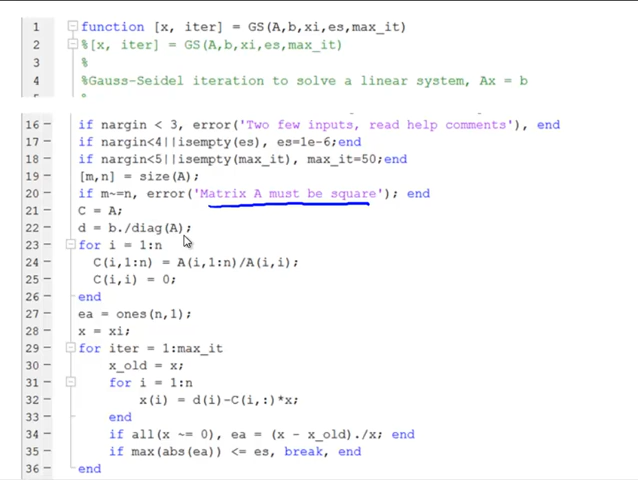 1 function [x, iter] = GS(A,b,xi,es,max_it)
2 %[x, iter] = GS(A,b,xi,es,max_it)
3 %
4 %Gauss-Seidel iteration to solve a linear system, Ax = b
16 if nargin < 3, error('Two few inputs, read help comments'), end
17 if nargin<4||isempty(es), es=1e-6;end
18 if nargin<5||isempty(max_it), max_it=50;end
19 [m,n] = size(A);
20 if m~=n, error('Matrix A must be square'); end
21 C = A;
22 d = b./diag(A);
23 for i = 1:n
24 C(i,1:n) = A(i,1:n)/A(i,i);
25 C(i,i) = 0;
26 end
27 ea = ones(n,1);
28 x = xi;
29 for iter = 1:max_it
30 x_old = x;
31 for i = 1:n
32 x(i) = d(i)-C(i,:)*x;
33 end
34 if all(x ~= 0), ea = (x - x_old)./x; end
35 if max(abs(ea)) <= es, break, end
36 end